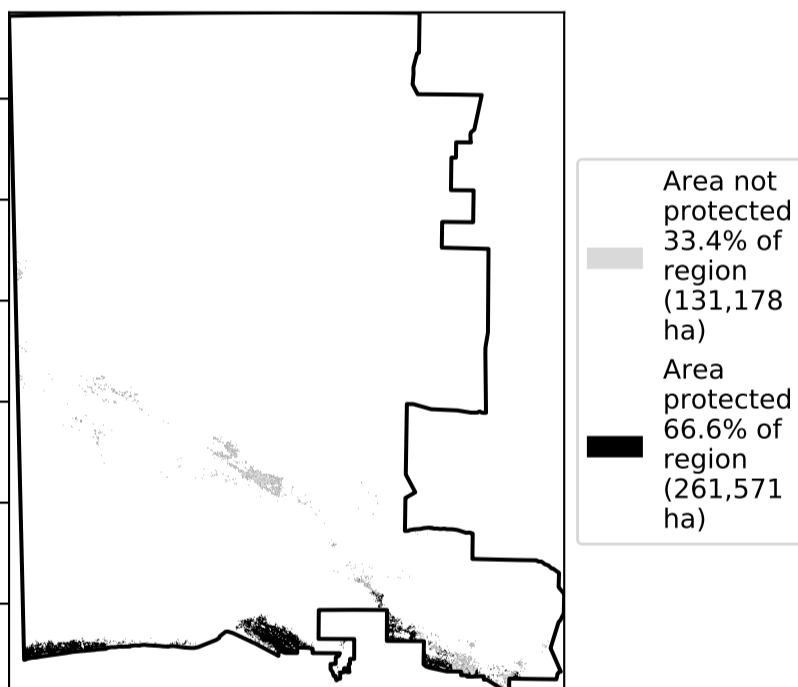 Area not
protected
33.4% of
region
(131,178
ha)
Area
protected
66.6% of
region
(261,571
ha)